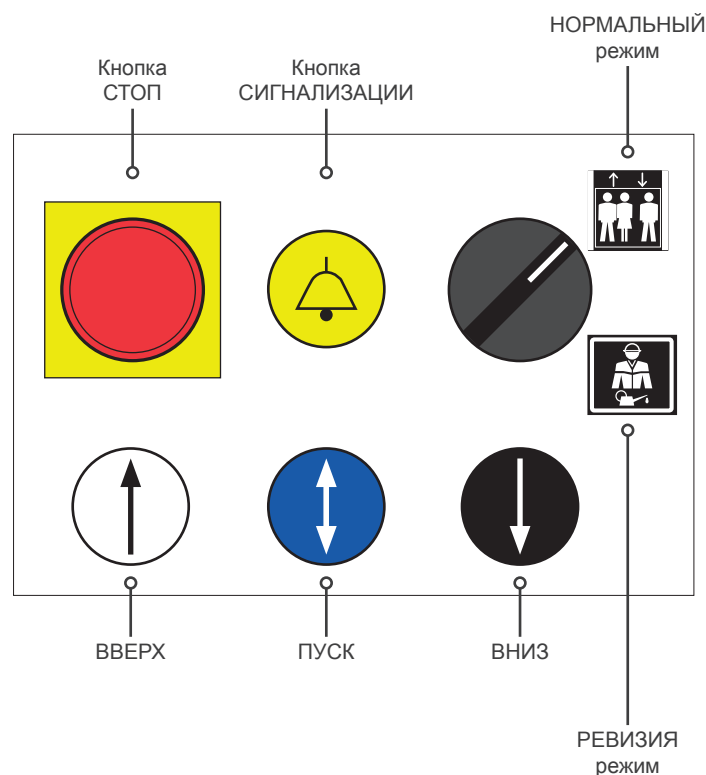 НОРМАЛЬНЫЙ
режим
Кнопка
СТОП
Кнопка
СИГНАЛИЗАЦИИ
ВВЕРХ
ПУСК
ВНИЗ
РЕВИЗИЯ
режим